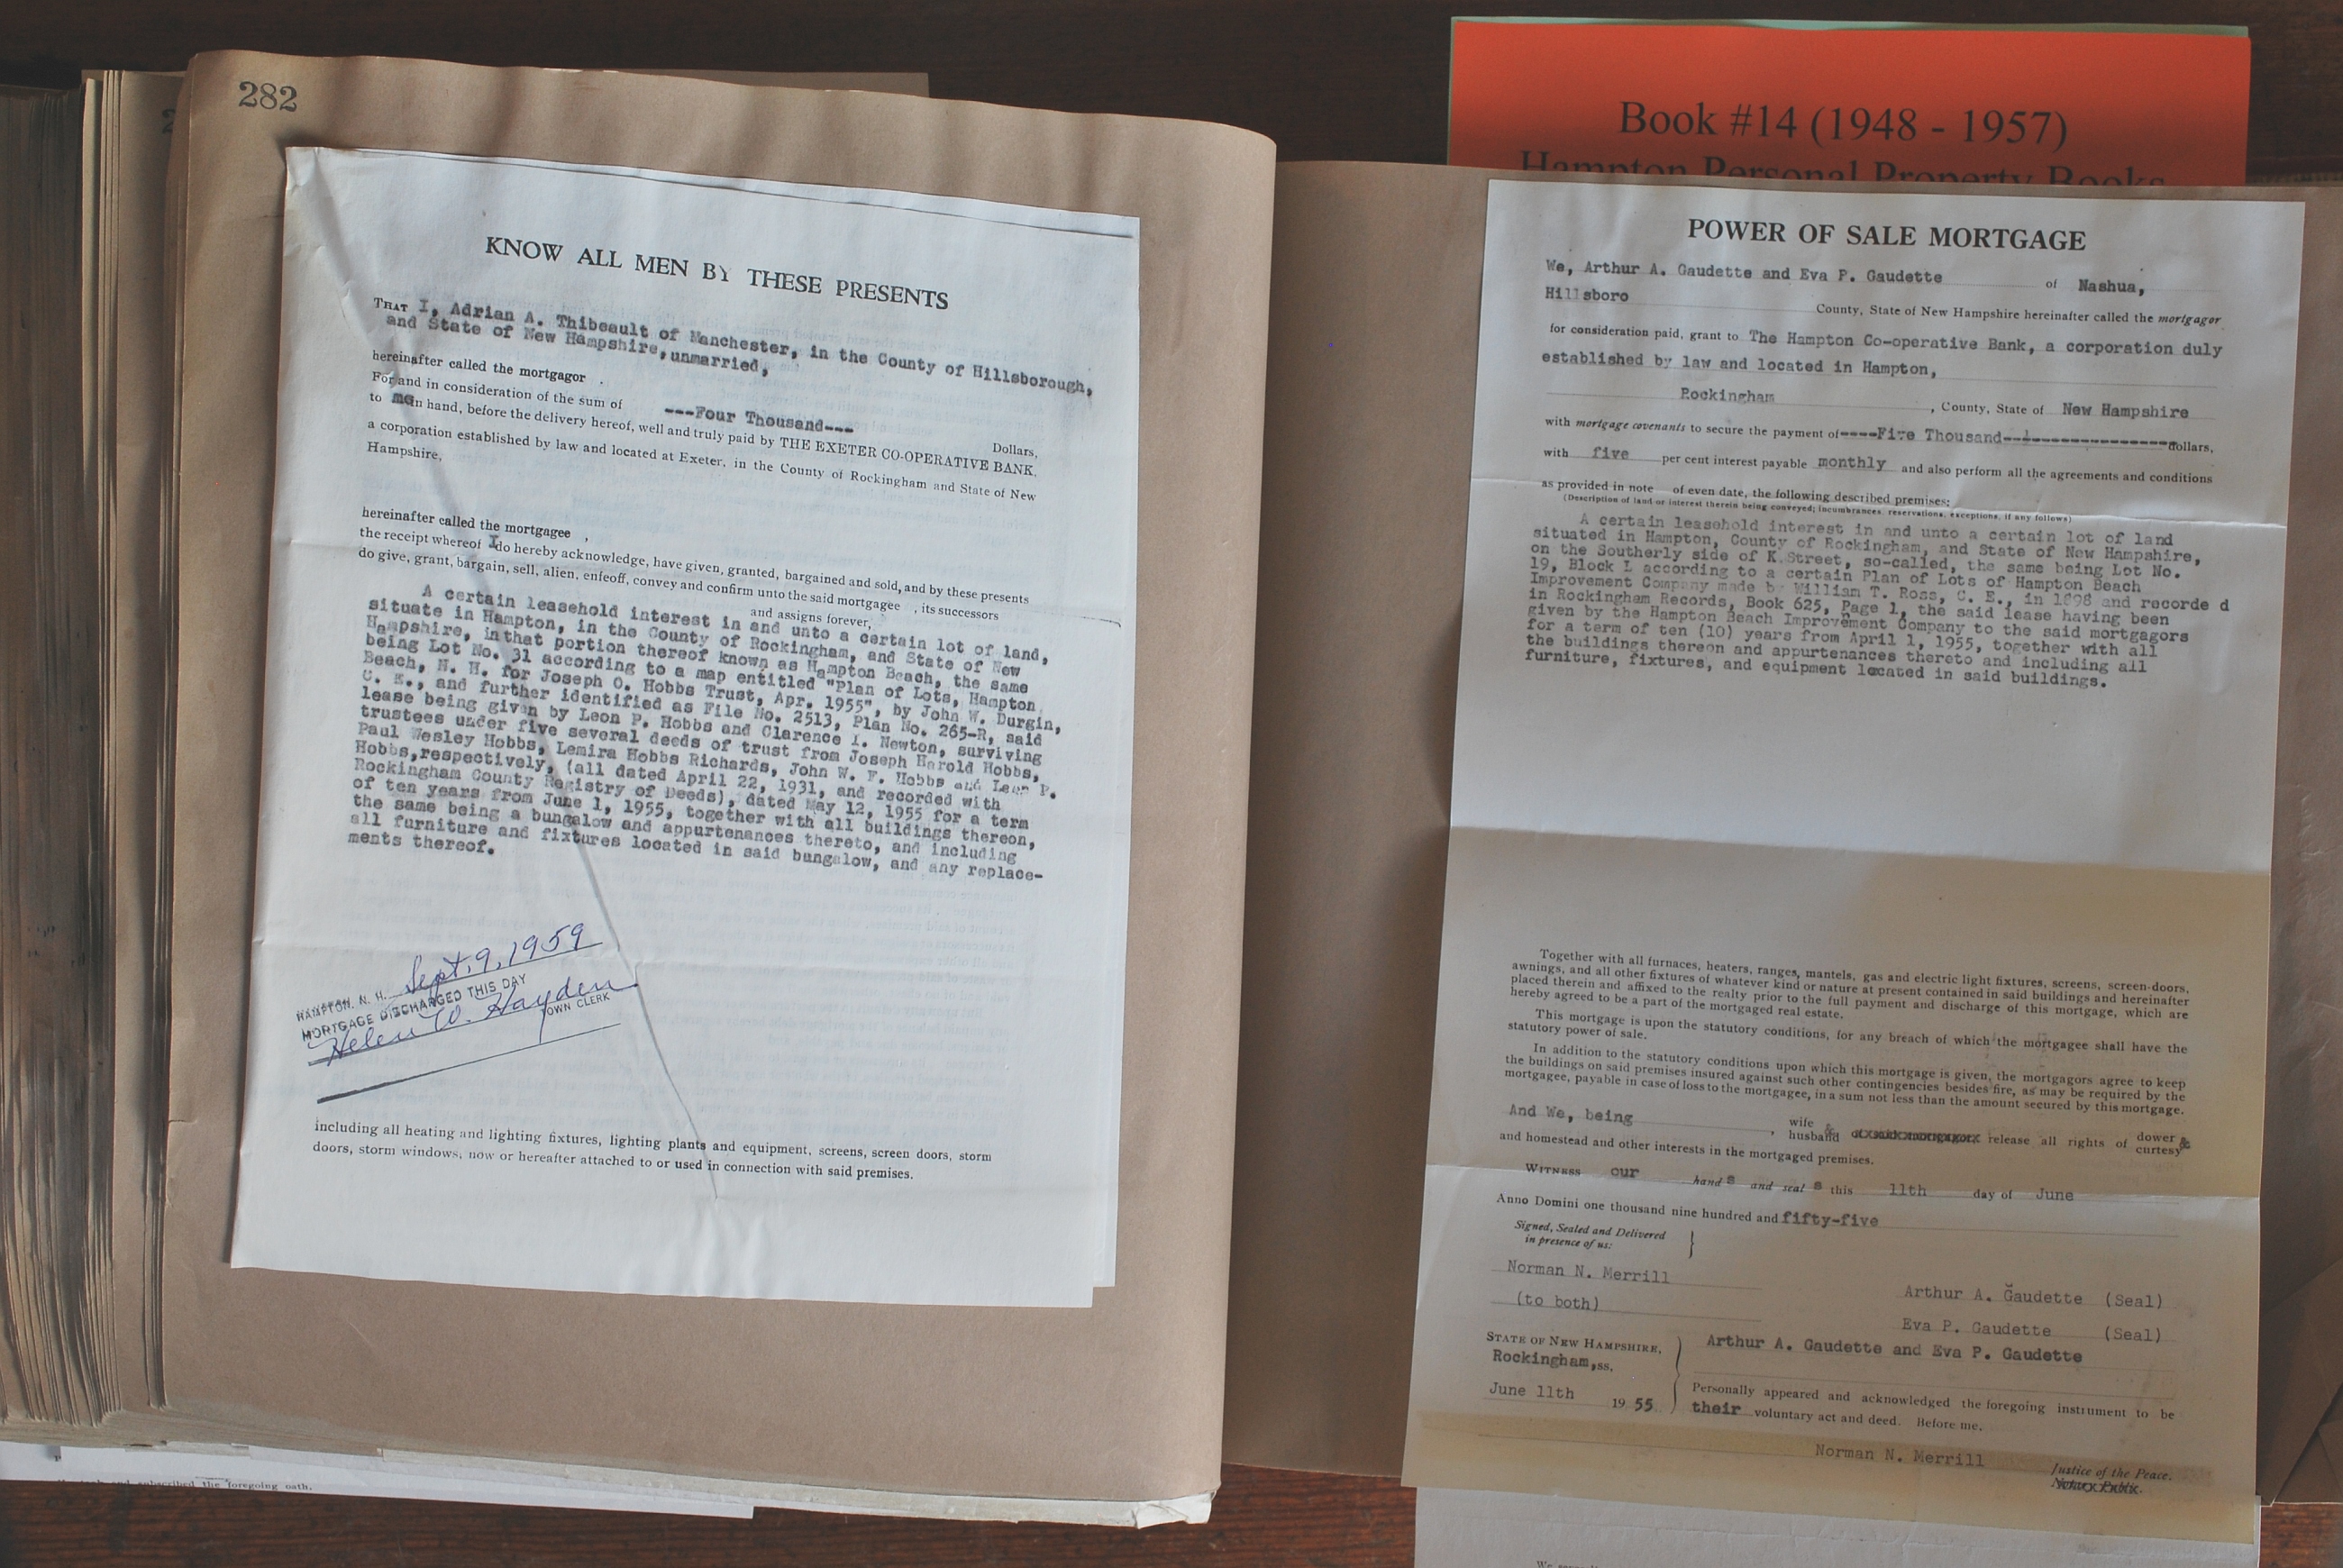 282
KNOW ALL MEN BY THESE PRESENTS
THAT I, Adrian A. Thibeault of Manchester, in the County of Hillsborough,
and State of New Hampshire, unmarried,
hereinafter called the mortgagor .
For and in consideration of the sum of ---Four Thousand--- Dollars,
to me in hand, before the delivery hereof, well and truly paid by THE EXETER CO-OPERATIVE BANK,
a corporation established by law and located at Exeter, in the County of Rockingham and State of New
Hampshire,
hereinafter called the mortgagee ,
the receipt whereof I do hereby acknowledge, have given, granted, bargained and sold, and by these presents
do give, grant, bargain, sell, alien, enfeoff, convey and confirm unto the said mortgagee , its successors
and assigns forever,
A certain leasehold interest in and unto a certain lot of land,
situate in Hampton, in the County of Rockingham, and State of New
Hampshire, in that portion thereof known as Hampton Beach, the same
being Lot No. 31 according to a map entitled "Plan of Lots, Hampton
Beach, N. H. for Joseph O. Hobbs Trust, Apr. 1955", by John W. Durgin,
C. E., and further identified as File No. 2513, Plan No. 265-R, said
lease being given by Leon P. Hobbs and Clarence I. Newton, surviving
trustees under five several deeds of trust from Joseph Harold Hobbs,
Paul Wesley Hobbs, Lemira Hobbs Richards, John W. F. Hobbs and Leon P.
Hobbs, respectively, (all dated April 22, 1931, and recorded with
Rockingham County Registry of Deeds), dated May 12, 1955 for a term
of ten years from June 1, 1955, together with all buildings thereon,
the same being a bungalow and appurtenances thereto, and including
all furniture and fixtures located in said bungalow, and any replace-
ments thereof.
HAMPTON, N. H. Sept. 9, 1959
MORTGAGE DISCHARGED THIS DAY
Helen W. Hayden
TOWN CLERK
including all heating and lighting fixtures, lighting plants and equipment, screens, screen doors, storm
doors, storm windows, now or hereafter attached to or used in connection with said premises.
subscribed the foregoing oath.
Book #14 (1948 - 1957)
Hampton Personal Property Books
POWER OF SALE MORTGAGE
We, Arthur A. Gaudette and Eva P. Gaudette of Nashua,
Hillsboro County, State of New Hampshire hereinafter called the mortgagor
for consideration paid, grant to The Hampton Co-operative Bank, a corporation duly
established by law and located in Hampton,
Rockingham , County, State of New Hampshire
with mortgage covenants to secure the payment of----Five Thousand-------------------dollars,
with five per cent interest payable monthly and also perform all the agreements and conditions
as provided in note of even date, the following described premises:
(Description of land or interest therein being conveyed; incumbrances, reservations, exceptions, if any follows)
A certain leasehold interest in and unto a certain lot of land
situated in Hampton, County of Rockingham, and State of New Hampshire,
on the Southerly side of K Street, so-called, the same being Lot No.
19, Block L according to a certain Plan of Lots of Hampton Beach
Improvement Company made by William T. Ross, C. E., in 1898 and recorde d
in Rockingham Records, Book 625, Page 1, the said lease having been
given by the Hampton Beach Improvement Company to the said mortgagors
for a term of ten (10) years from April 1, 1955, together with all
the buildings thereon and appurtenances thereto and including all
furniture, fixtures, and equipment located in said buildings.
Together with all furnaces, heaters, ranges, mantels, gas and electric light fixtures, screens, screen-doors,
awnings, and all other fixtures of whatever kind or nature at present contained in said buildings and hereinafter
placed therein and affixed to the realty prior to the full payment and discharge of this mortgage, which are
hereby agreed to be a part of the mortgaged real estate.
This mortgage is upon the statutory conditions, for any breach of which the mortgagee shall have the
statutory power of sale.
In addition to the statutory conditions upon which this mortgage is given, the mortgagors agree to keep
the buildings on said premises insured against such other contingencies besides fire, as may be required by the
mortgagee, payable in case of loss to the mortgagee, in a sum not less than the amount secured by this mortgage.
And We, being , wife & husband release all rights of dower & curtesy
and homestead and other interests in the mortgaged premises.
WITNESS our hand s and seal s this 11th day of June
Anno Domini one thousand nine hundred and fifty-five
Signed, Sealed and Delivered
in presence of us:
Norman N. Merrill
(to both)
Arthur A. Gaudette (Seal)
Eva P. Gaudette (Seal)
STATE OF NEW HAMPSHIRE,
Rockingham, ss.
June 11th 19 55
Arthur A. Gaudette and Eva P. Gaudette
Personally appeared and acknowledged the foregoing instrument to be
their voluntary act and deed. Before me,
Norman N. Merrill
Justice of the Peace.
Notary Public.